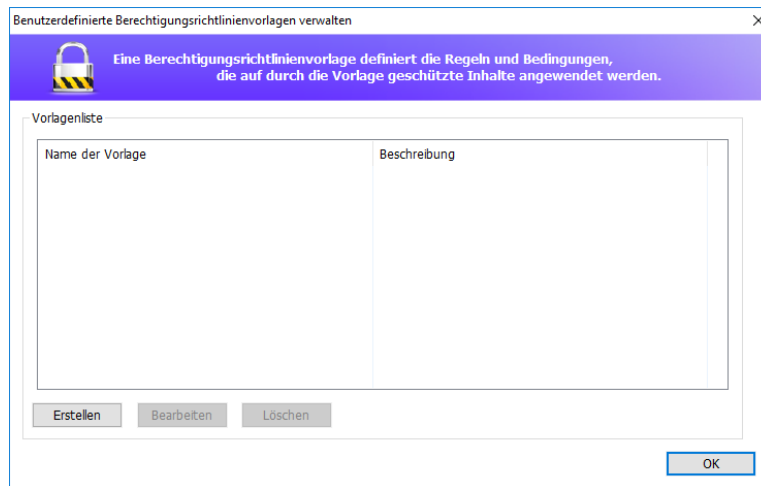 Benutzerdefinierte Berechtigungsrichtlinienvorlagen verwalten
Eine Berechtigungsrichtlinienvorlage definiert die Regeln und Bedingungen,
die auf durch die Vorlage geschützte Inhalte angewendet werden.
Vorlagenliste
Name der Vorlage Beschreibung
Erstellen Bearbeiten Löschen
OK